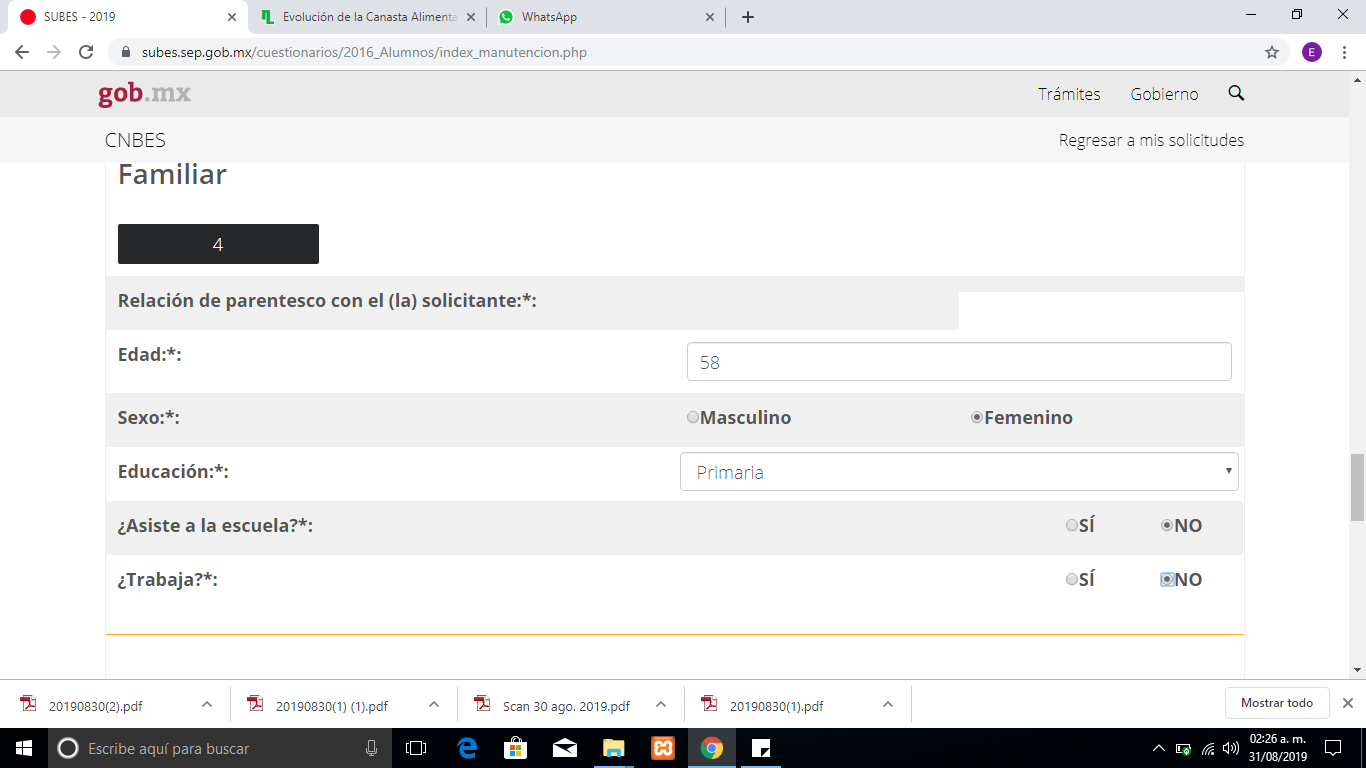 SUBES - 2019
Evolución de la Canasta Alimenta
WhatsApp
subes.sep.gob.mx/cuestionarios/2016_Alumnos/index_manutencion.php
E
gob.mx
Trámites
Gobierno
CNBES
Regresar a mis solicitudes
Familiar
4
Relación de parentesco con el (la) solicitante:*:
Edad:*:
58
Sexo:*:
Masculino
Femenino
Educación:*:
Primaria
¿Asiste a la escuela?*:
SÍ
NO
¿Trabaja?*:
SÍ
NO
20190830(2).pdf
20190830(1) (1).pdf
Scan 30 ago. 2019.pdf
20190830(1).pdf
Mostrar todo
Escribe aquí para buscar
02:26 a. m.
31/08/2019